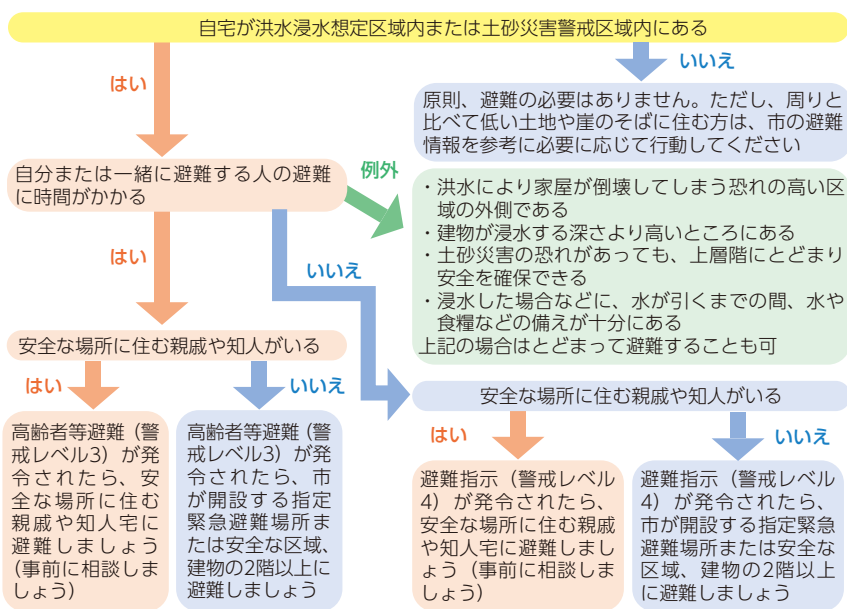 自宅が洪水浸水想定区域内または土砂災害警戒区域内にある
はい
いいえ
原則、避難の必要はありません。ただし、周りと
比べて低い土地や崖のそばに住む方は、市の避難
情報を参考に必要に応じて行動してください
自分または一緒に避難する人の避難
に時間がかかる
例外
・洪水により家屋が倒壊してしまう恐れの高い区
域の外側である
・建物が浸水する深さより高いところにある
・土砂災害の恐れがあっても、上層階にとどまり
安全を確保できる
・浸水した場合などに、水が引くまでの間、水や
食糧などの備えが十分にある
上記の場合はとどまって避難することも可
はい
いいえ
安全な場所に住む親戚や知人がいる
はい
いいえ
高齢者等避難（警
戒レベル3）が発
令されたら、安
全な場所に住む
親戚や知人宅に
避難しましょう
（事前に相談しま
しょう）
高齢者等避難（警
戒レベル3）が発
令されたら、市
が開設する指定
緊急避難場所ま
たは安全な区域、
建物の2階以上に
避難しましょう
安全な場所に住む親戚や知人がいる
はい
いいえ
避難指示（警戒レベル
4）が発令されたら、
安全な場所に住む親戚
や知人宅に避難しまし
ょう（事前に相談しま
しょう）
避難指示（警戒レベル
4）が発令されたら、
市が開設する指定緊急
避難場所または安全な
区域、建物の2階以上
に避難しましょう